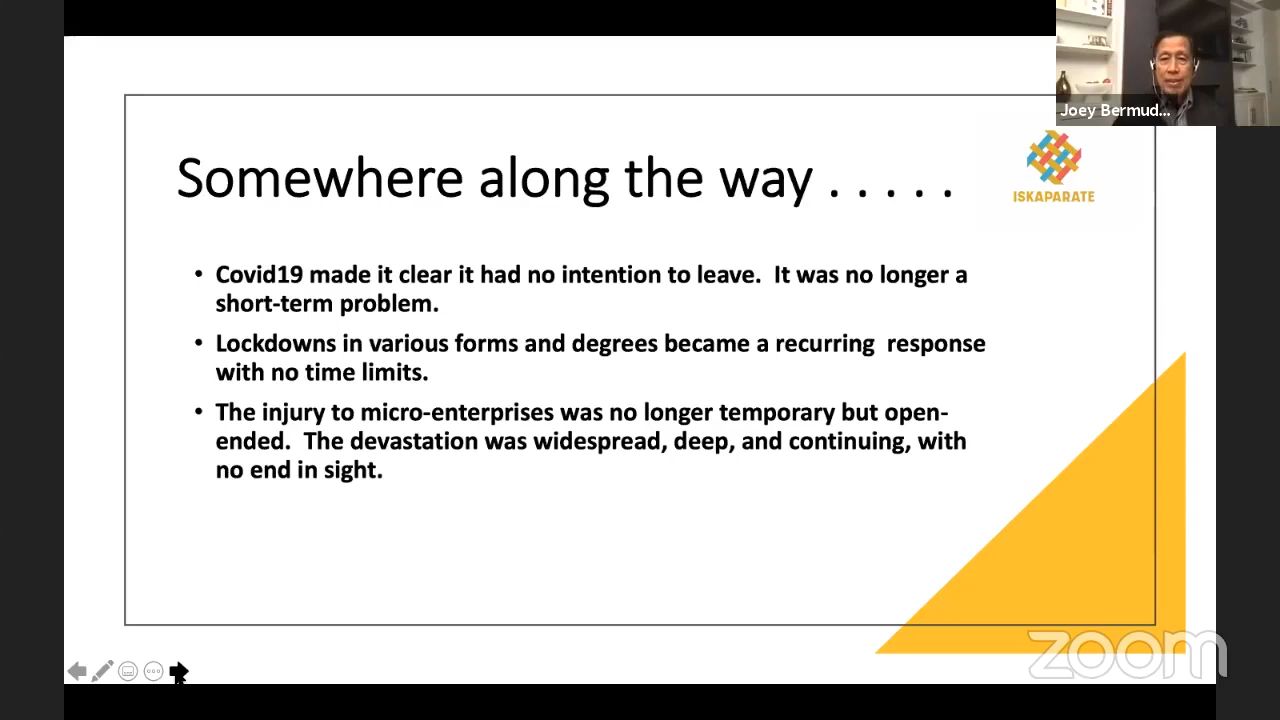 Joey Bermud...
ISKAPARATE
Somewhere along the way . . . . .
• Covid19 made it clear it had no intention to leave.  It was no longer a
short-term problem.
• Lockdowns in various forms and degrees became a recurring  response
with no time limits.
• The injury to micro-enterprises was no longer temporary but open-
ended.  The devastation was widespread, deep, and continuing, with
no end in sight.
zoom